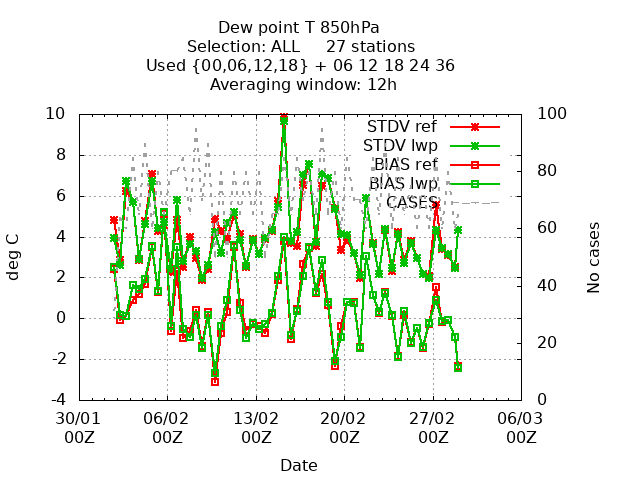 Dew point T 850hPa
Selection: ALL     27 stations
Used {00,06,12,18} + 06 12 18 24 36
Averaging window: 12h
10
8
6
4
2
0
-2
-4
deg C
100
80
60
40
20
0
No cases
STDV ref
STDV lwp
BIAS ref
BIAS lwp
CASES
30/01 06/02 13/02 20/02 27/02 06/03
00Z 00Z 00Z 00Z 00Z 00Z
Date